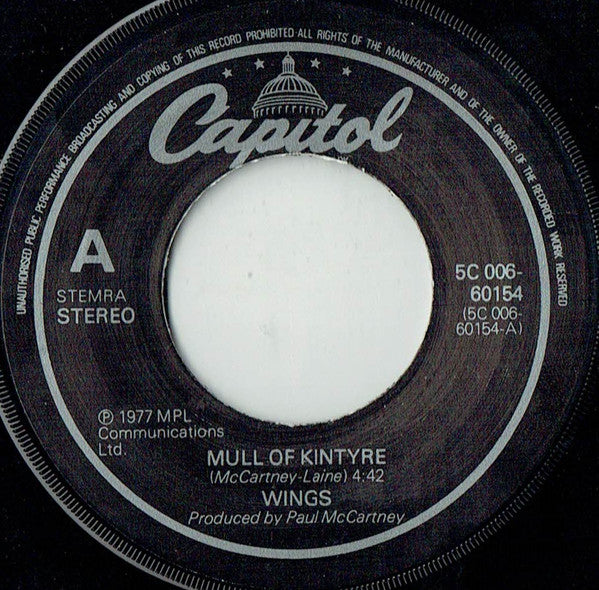 UNAUTHORISED PUBLIC PERFORMANCE BROADCASTING AND COPYING OF THIS RECORD PROHIBITED ALL RIGHTS OF THE MANUFACTURER AND OF THE OWNER OF THE RECORDED WORK RESERVED
Capitol
A
STEMRA
STEREO
5C 006-
60154
(5C 006-
60154-A)
℗ 1977 MPL
Communications
Ltd.
MULL OF KINTYRE
(McCartney-Laine) 4:42
WINGS
Produced by Paul McCartney